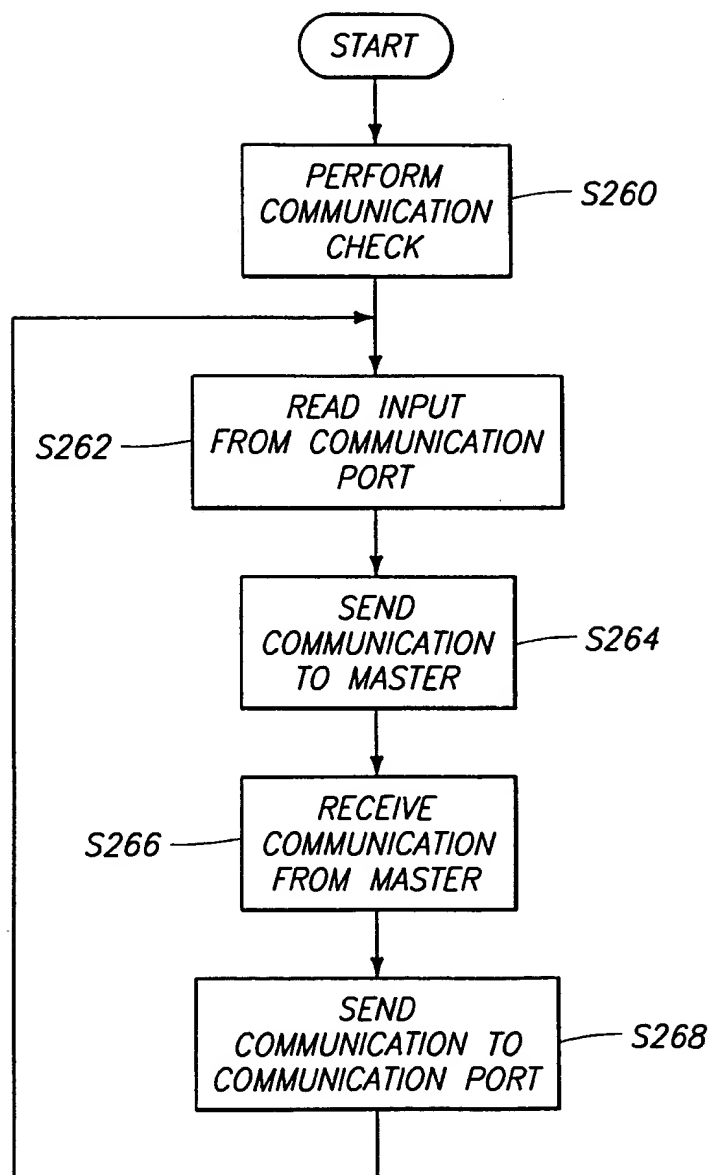 START
PERFORM
COMMUNICATION
CHECK
S260
READ INPUT
FROM COMMUNICATION
PORT
S262
SEND
COMMUNICATION
TO MASTER
S264
RECEIVE
COMMUNICATION
FROM MASTER
S266
SEND
COMMUNICATION TO
COMMUNICATION PORT
S268